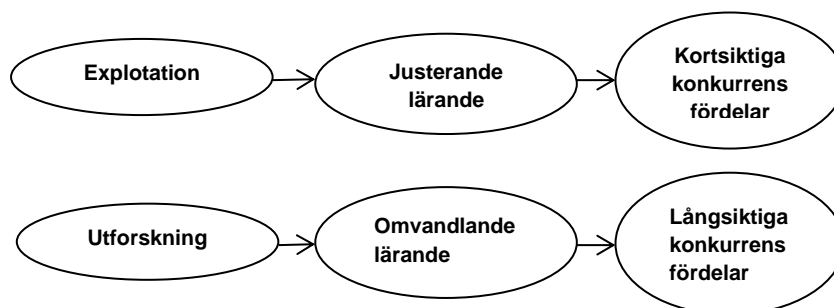 Explotation
Justerande
lärande
Kortsiktiga
konkurrens
fördelar
Utforskning
Omvandlande
lärande
Långsiktiga
konkurrens
fördelar